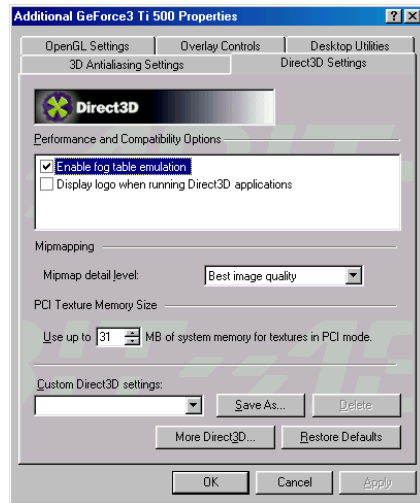 Additional GeForce3 Ti 500 Properties
OpenGL Settings Overlay Controls Desktop Utilities
3D Antialiasing Settings Direct3D Settings
Direct3D
Performance and Compatibility Options
Enable fog table emulation
Display logo when running Direct3D applications
Mipmapping
Mipmap detail level: Best image quality
PCI Texture Memory Size
Use up to 31 MB of system memory for textures in PCI mode.
Custom Direct3D settings:
Save As... Delete
More Direct3D... Restore Defaults
OK Cancel Apply